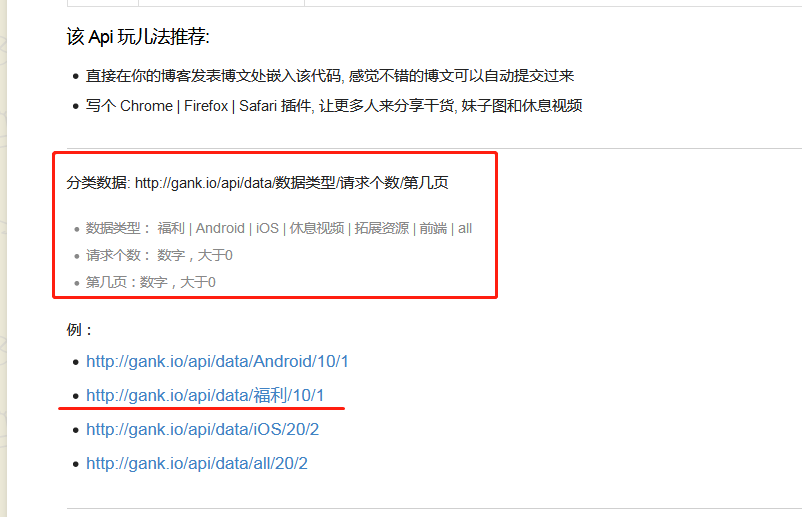 该 Api 玩儿法推荐:
直接在你的博客发表博文处嵌入该代码, 感觉不错的博文可以自动提交过来
写个 Chrome | Firefox | Safari 插件, 让更多人来分享干货, 妹子图和休息视频
分类数据: http://gank.io/api/data/数据类型/请求个数/第几页
数据类型： 福利 | Android | iOS | 休息视频 | 拓展资源 | 前端 | all
请求个数： 数字，大于0
第几页：数字，大于0
例：
http://gank.io/api/data/Android/10/1
http://gank.io/api/data/福利/10/1
http://gank.io/api/data/iOS/20/2
http://gank.io/api/data/all/20/2